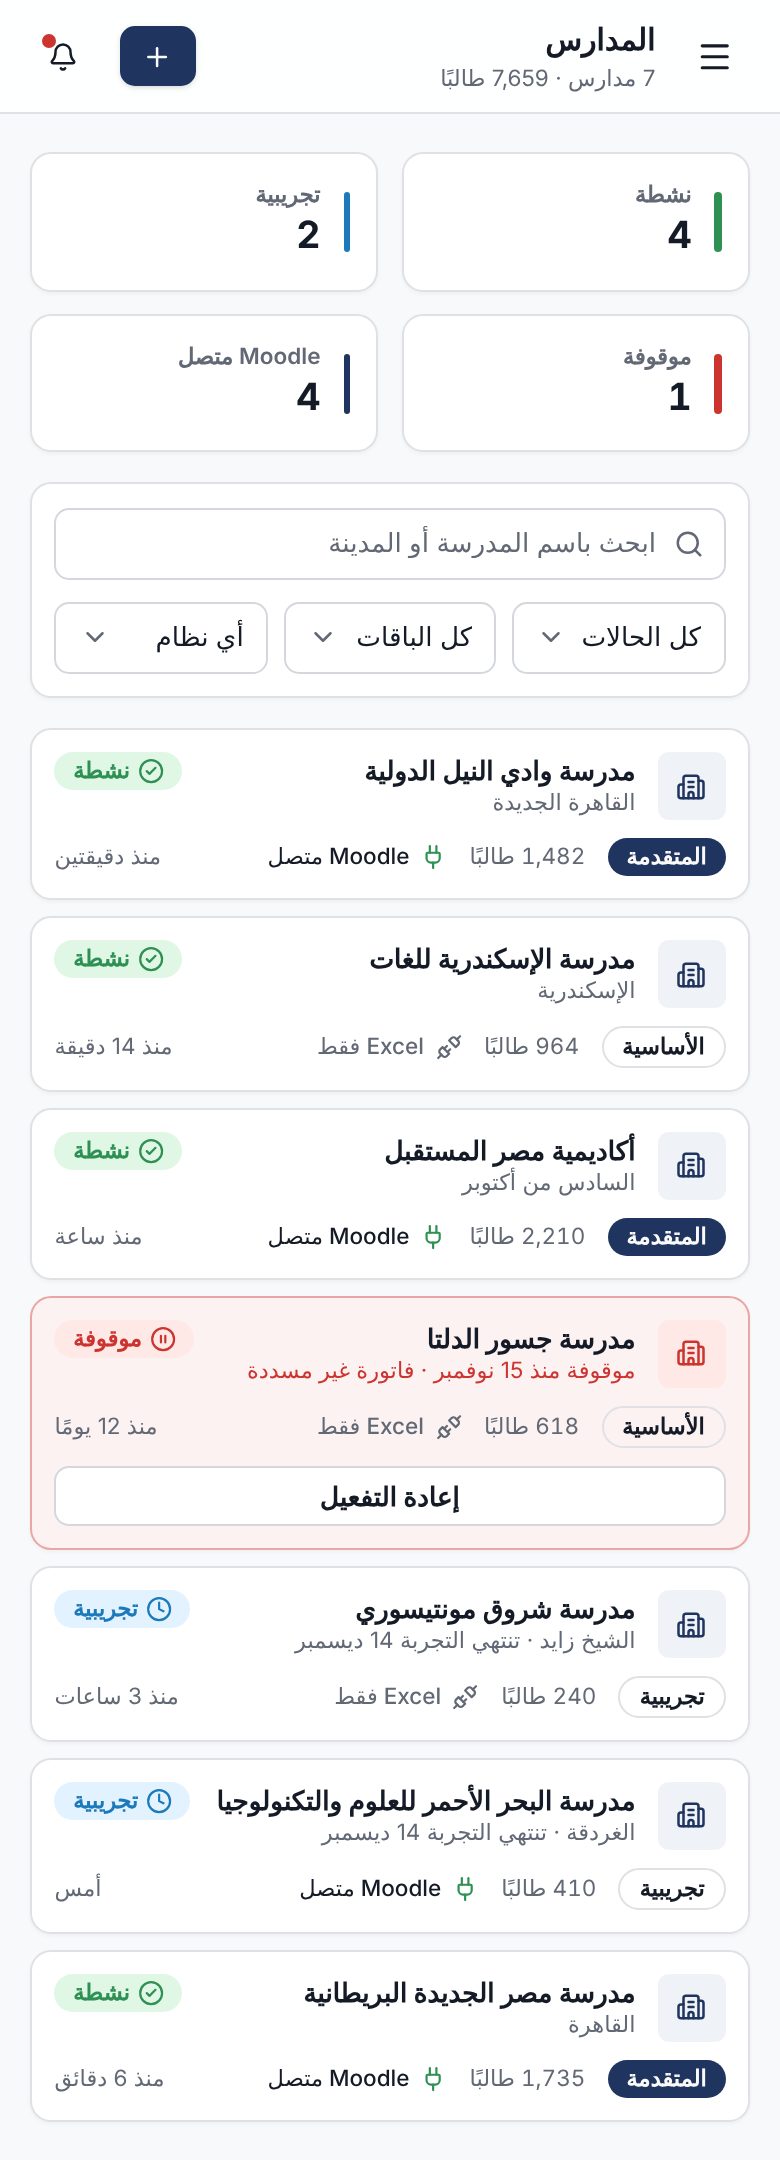 المدارس
7 مدارس · 7,659 طالبًا
نشطة
4
تجريبية
2
موقوفة
1
Moodle متصل
4
ابحث باسم المدرسة أو المدينة
كل الحالات
كل الباقات
أي نظام
مدرسة وادي النيل الدولية
نشطة
القاهرة الجديدة
المتقدمة
1,482 طالبًا
Moodle متصل
منذ دقيقتين
مدرسة الإسكندرية للغات
نشطة
الإسكندرية
الأساسية
964 طالبًا
Excel فقط
منذ 14 دقيقة
أكاديمية مصر المستقبل
نشطة
السادس من أكتوبر
المتقدمة
2,210 طالبًا
Moodle متصل
منذ ساعة
مدرسة جسور الدلتا
موقوفة
موقوفة منذ 15 نوفمبر · فاتورة غير مسددة
الأساسية
618 طالبًا
Excel فقط
منذ 12 يومًا
إعادة التفعيل
مدرسة شروق مونتيسوري
تجريبية
الشيخ زايد · تنتهي التجربة 14 ديسمبر
تجريبية
240 طالبًا
Excel فقط
منذ 3 ساعات
مدرسة البحر الأحمر للعلوم والتكنولوجيا
تجريبية
الغردقة · تنتهي التجربة 14 ديسمبر
تجريبية
410 طالبًا
Moodle متصل
أمس
مدرسة مصر الجديدة البريطانية
نشطة
القاهرة
المتقدمة
1,735 طالبًا
Moodle متصل
منذ 6 دقائق